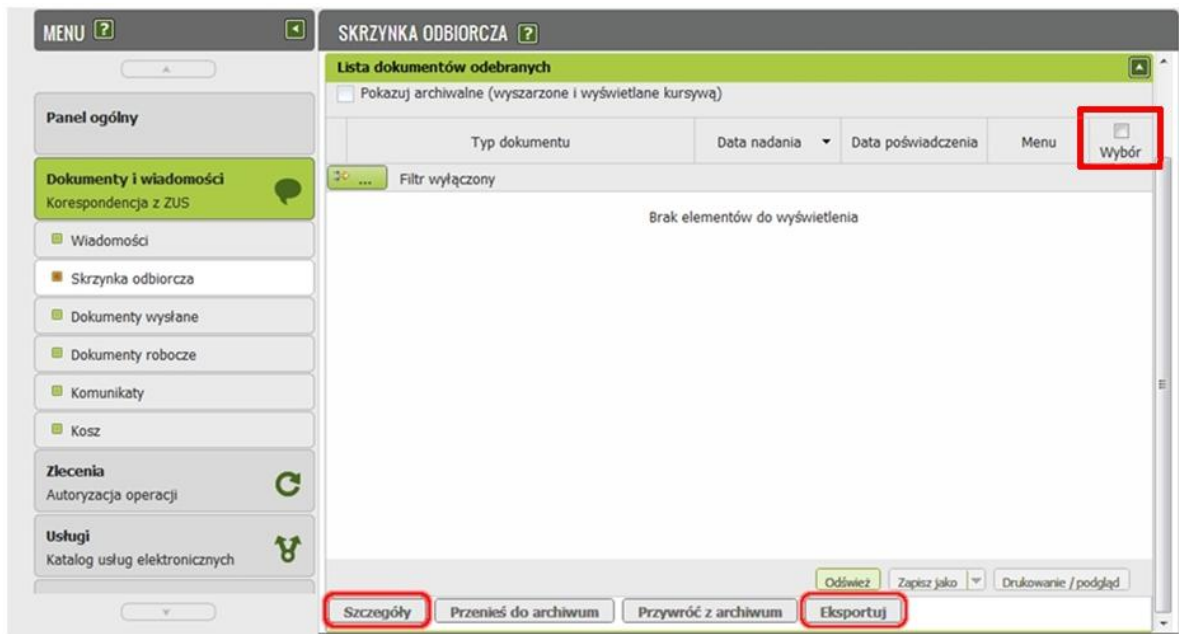 MENU ?
Panel ogólny
Dokumenty i wiadomości
Korespondencja z ZUS
Wiadomości
Skrzynka odbiorcza
Dokumenty wysłane
Dokumenty robocze
Komunikaty
Kosz
Zlecenia
Autoryzacja operacji
Usługi
Katalog usług elektronicznych
SKRZYNKA ODBIORCZA ?
Lista dokumentów odebranych
Pokazuj archiwalne (wyszarzone i wyświetlane kursywą)
Typ dokumentu Data nadania Data poświadczenia Menu Wybór
... Filtr wyłączony
Brak elementów do wyświetlenia
Odśwież Zapisz jako Drukowanie / podgląd
Szczegóły Przenieś do archiwum Przywróć z archiwum Eksportuj